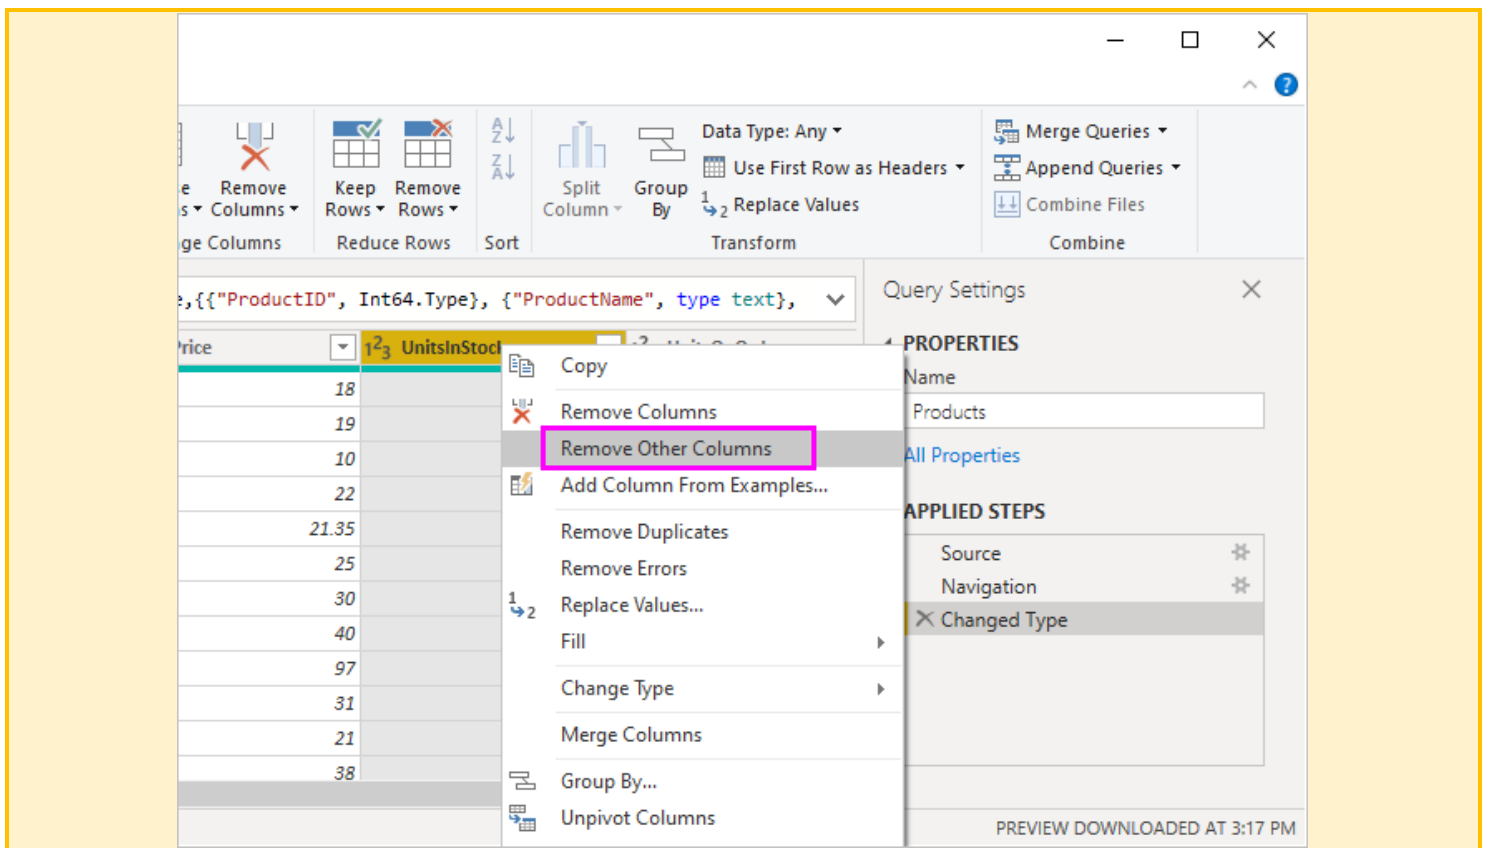 ?
Data Type: Any
Merge Queries
Use First Row as Headers
Append Queries
Remove Columns
Keep Rows
Remove Rows
Split Column
Group By
Replace Values
Combine Files
ge Columns
Reduce Rows
Sort
Transform
Combine
,{{"ProductID", Int64.Type}, {"ProductName", type text},
Query Settings
Price
123 UnitsInStock
PROPERTIES
Name
Products
All Properties
APPLIED STEPS
Source
Navigation
Changed Type
18
19
10
22
21.35
25
30
40
97
31
21
38
Copy
Remove Columns
Remove Other Columns
Add Column From Examples...
Remove Duplicates
Remove Errors
Replace Values...
Fill
Change Type
Merge Columns
Group By...
Unpivot Columns
PREVIEW DOWNLOADED AT 3:17 PM